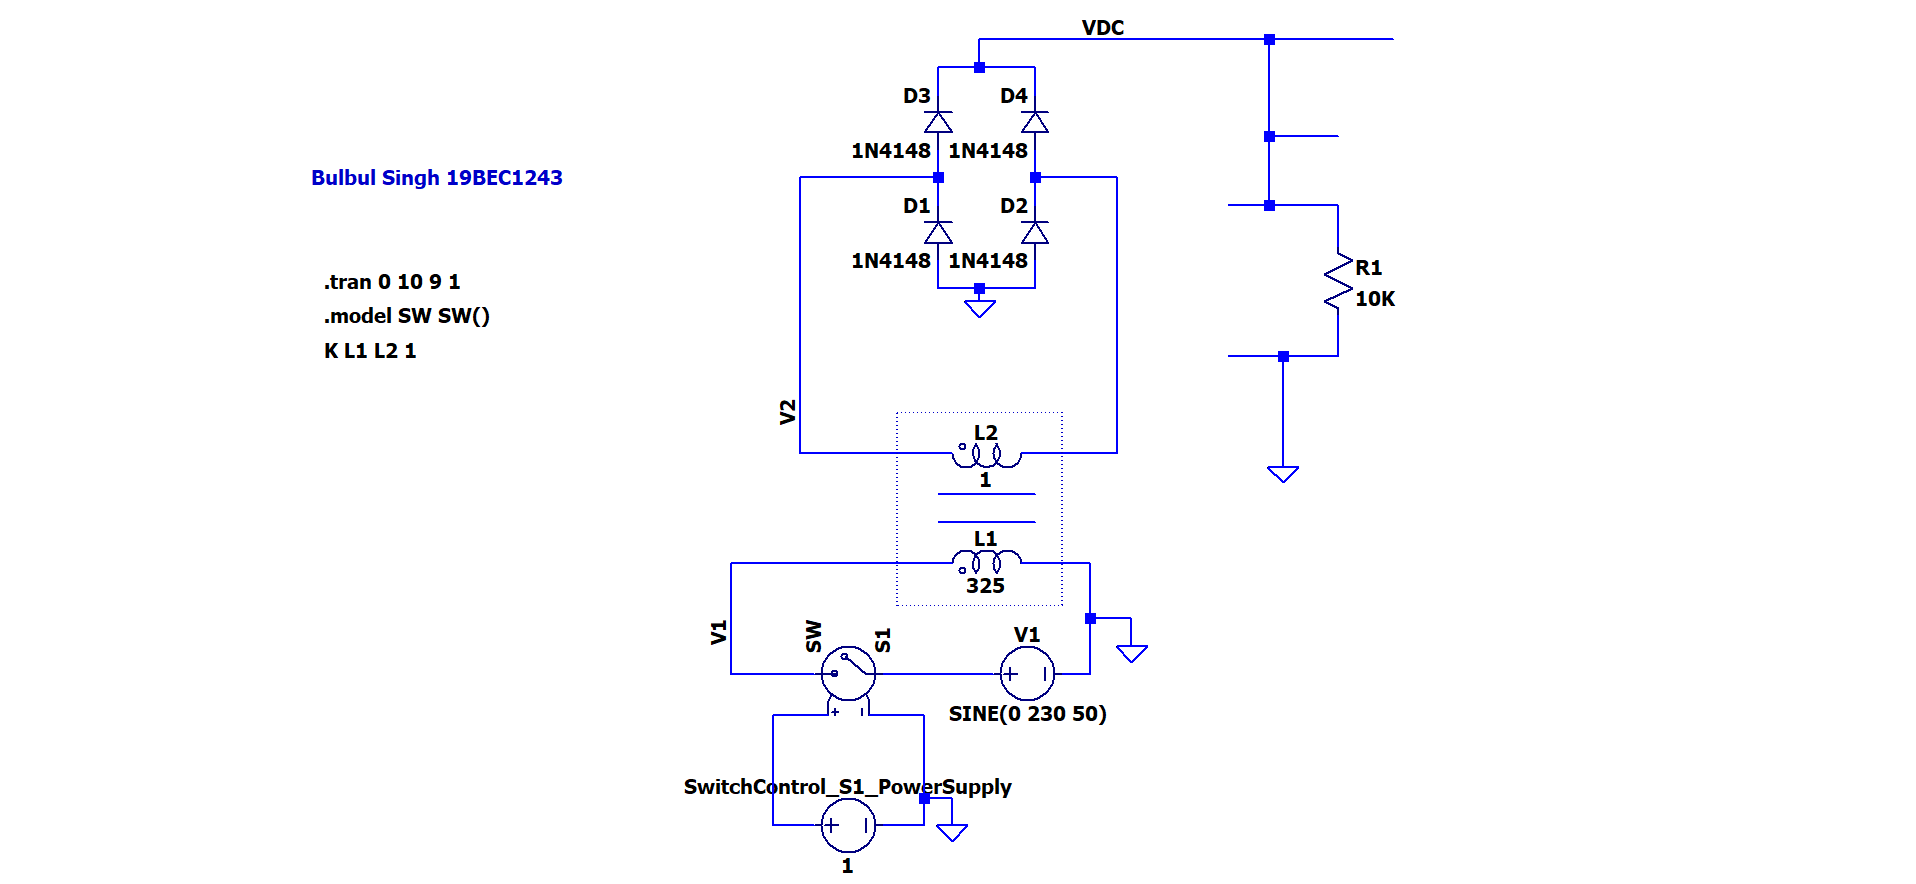 VDC
D3
D4
1N4148
1N4148
Bulbul Singh 19BEC1243
D1
D2
1N4148
1N4148
.tran 0 10 9 1
.model SW SW()
K L1 L2 1
R1
10K
V2
L2
1
L1
325
V1
SW
S1
V1
SINE(0 230 50)
SwitchControl_S1_PowerSupply
1